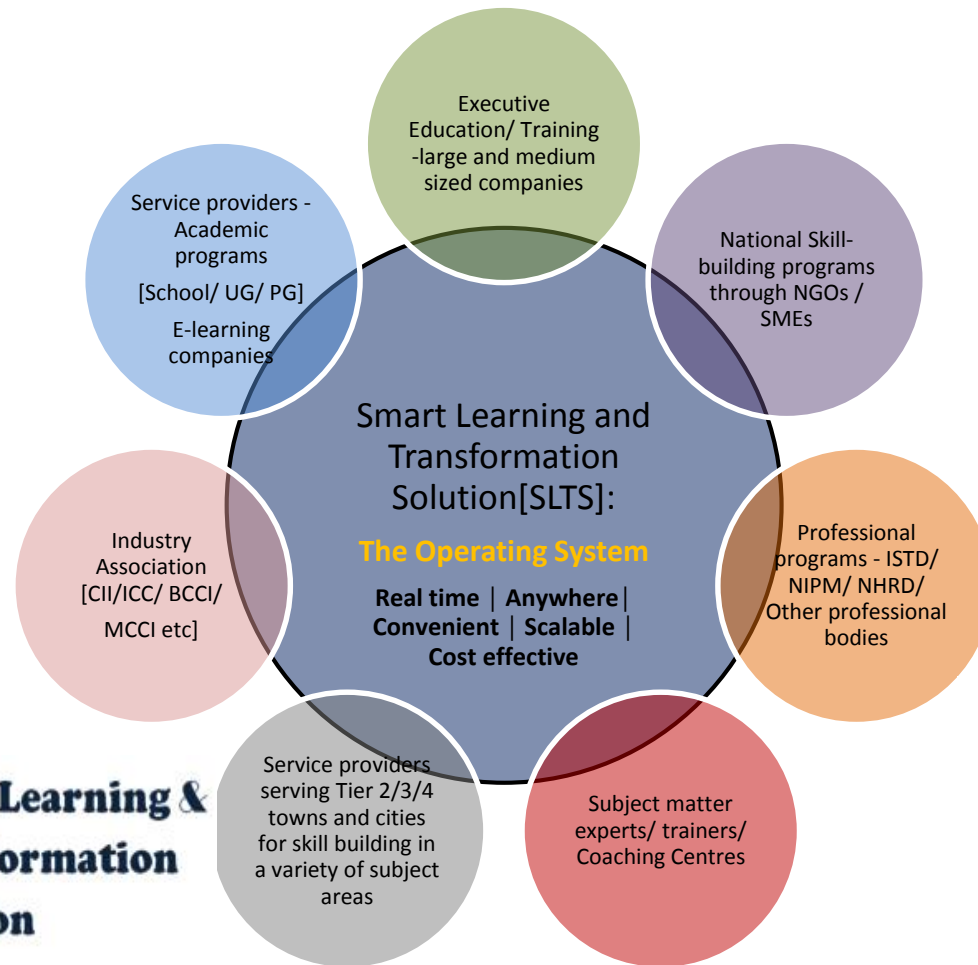 Executive
Education/ Training
-large and medium
sized companies
National Skill-
building programs
through NGOs /
SMEs
Professional
programs - ISTD/
NIPM/ NHRD/
Other professional
bodies
Subject matter
experts/ trainers/
Coaching Centres
Service providers
serving Tier 2/3/4
towns and cities
for skill building in
a variety of subject
areas
Industry
Association
[CII/ICC/ BCCI/
MCCI etc]
Service providers -
Academic
programs
[School/ UG/ PG]
E-learning
companies
Smart Learning and
Transformation
Solution[SLTS]:
The Operating System
Real time | Anywhere|
Convenient | Scalable |
Cost effective
Learning &
ormation
on